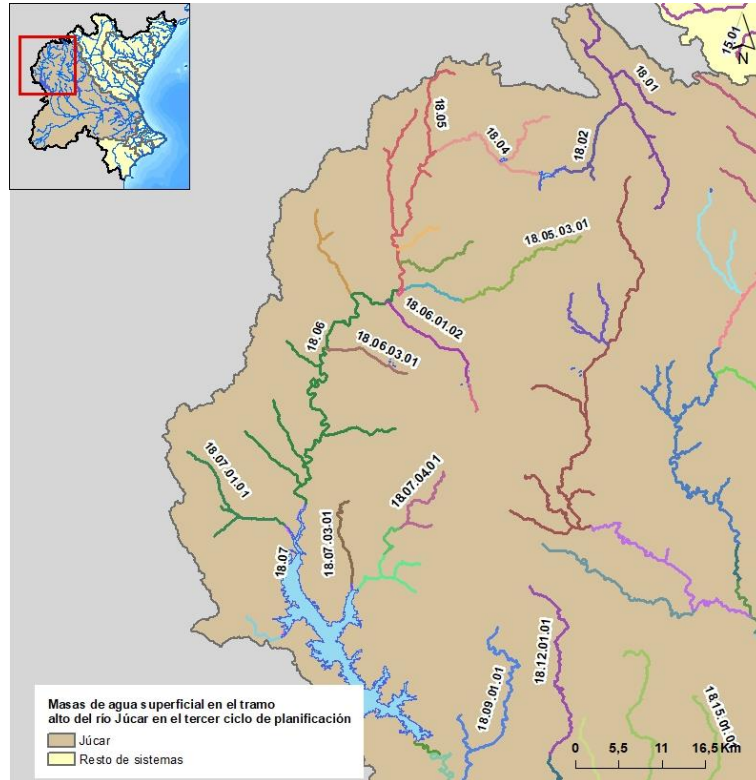 15.01
N
18.01
18.05
18.04
18.02
18.05.03.01
18.06
18.06.01.02
18.06.03.01
18.07.01.01
18.07.04.01
18.07
18.07.03-01
18.09.01.01
18.12.01.01
18.15.01.0
Masas de agua superficial en el tramo
alto del río Júcar en el tercer ciclo de planificación
Júcar
Resto de sistemas
0 5,5 11 16,5 Km